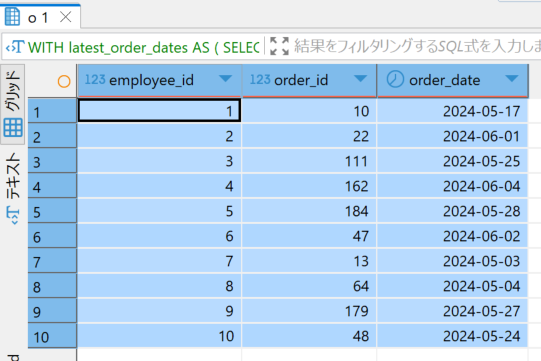 o 1
WITH latest_order_dates AS ( SELEC
結果をフィルタリングするSQL式を入力しま
グリッド
テキスト
123 employee_id 123 order_id order_date
1 1 10 2024-05-17
2 2 22 2024-06-01
3 3 111 2024-05-25
4 4 162 2024-06-04
5 5 184 2024-05-28
6 6 47 2024-06-02
7 7 13 2024-05-03
8 8 64 2024-05-04
9 9 179 2024-05-27
10 10 48 2024-05-24